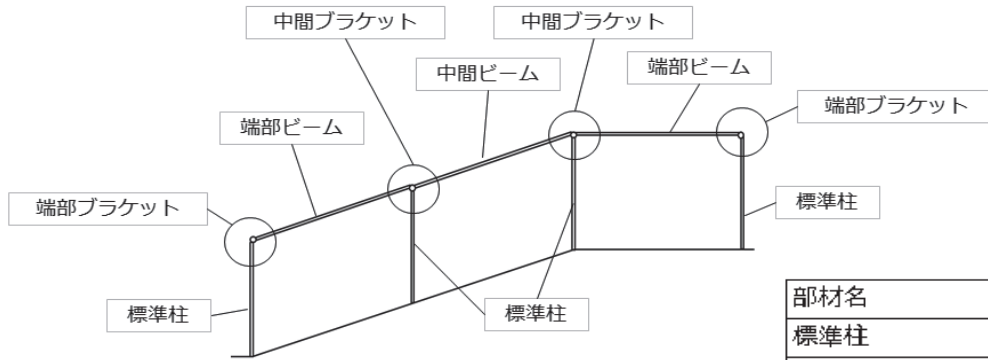 中間ブラケット
中間ブラケット
中間ビーム
端部ビーム
端部ブラケット
端部ビーム
端部ブラケット
標準柱
標準柱
標準柱
部材名
標準柱